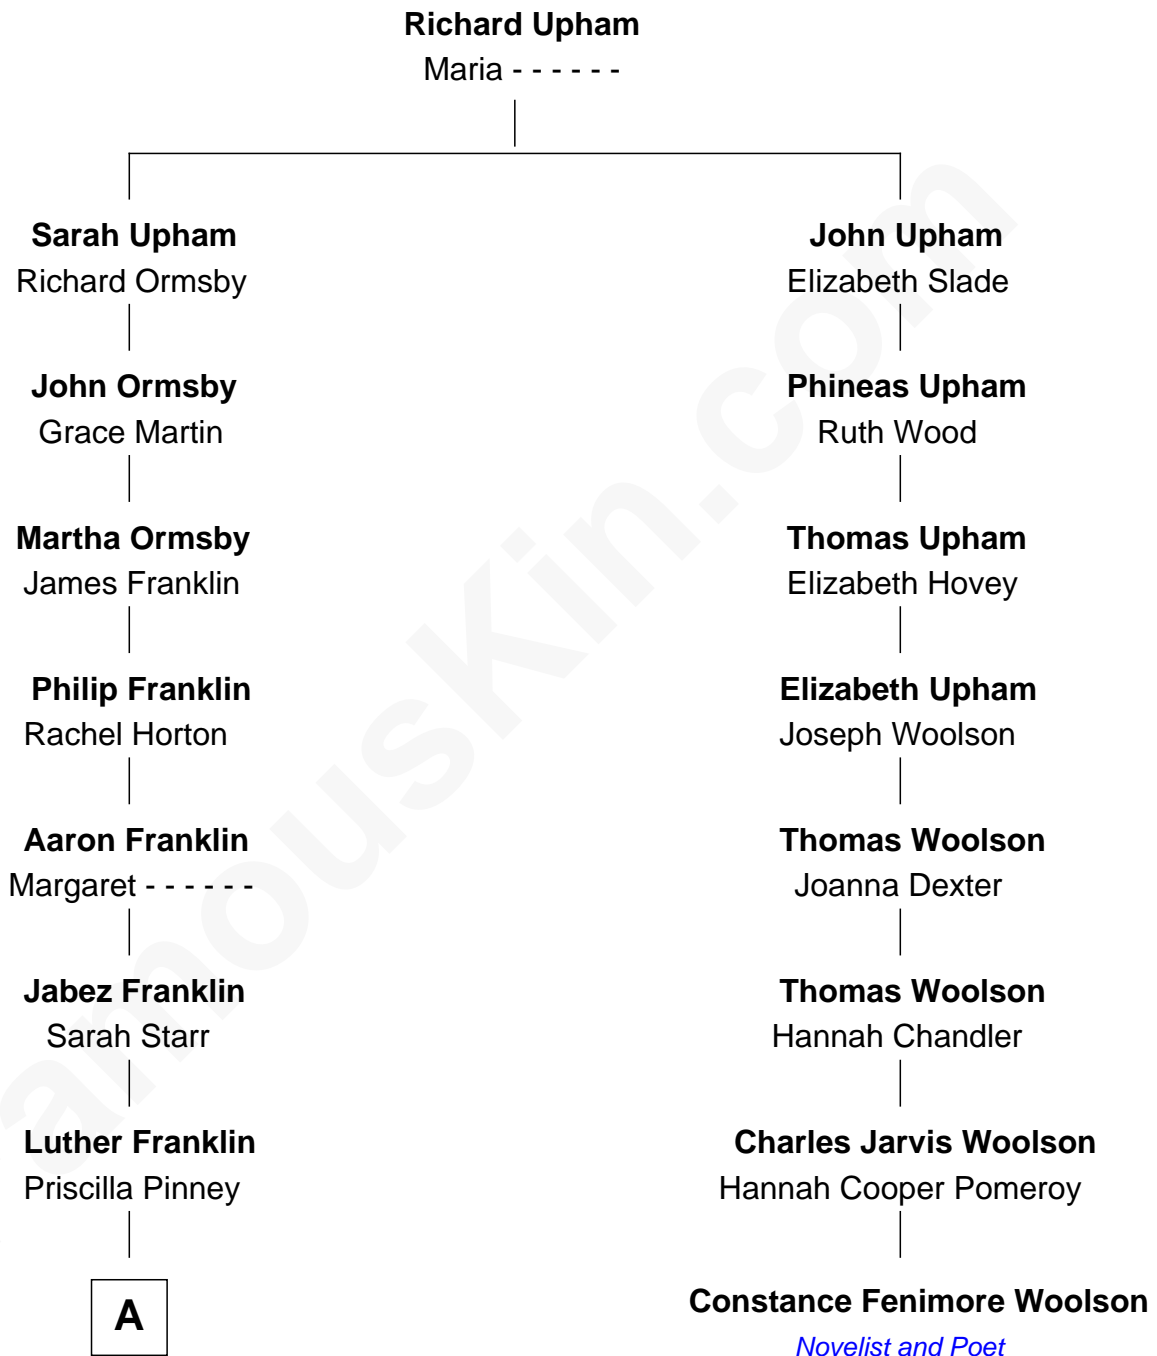 Richard Upham
Maria - - - - - -
Sarah Upham
Richard Ormsby
John Upham
Elizabeth Slade
John Ormsby
Grace Martin
Phineas Upham
Ruth Wood
Martha Ormsby
James Franklin
Thomas Upham
Elizabeth Hovey
Philip Franklin
Rachel Horton
Elizabeth Upham
Joseph Woolson
Aaron Franklin
Margaret - - - - - -
Thomas Woolson
Joanna Dexter
Jabez Franklin
Sarah Starr
Thomas Woolson
Hannah Chandler
Luther Franklin
Priscilla Pinney
Charles Jarvis Woolson
Hannah Cooper Pomeroy
A
Constance Fenimore Woolson
Novelist and Poet
amousKin.com